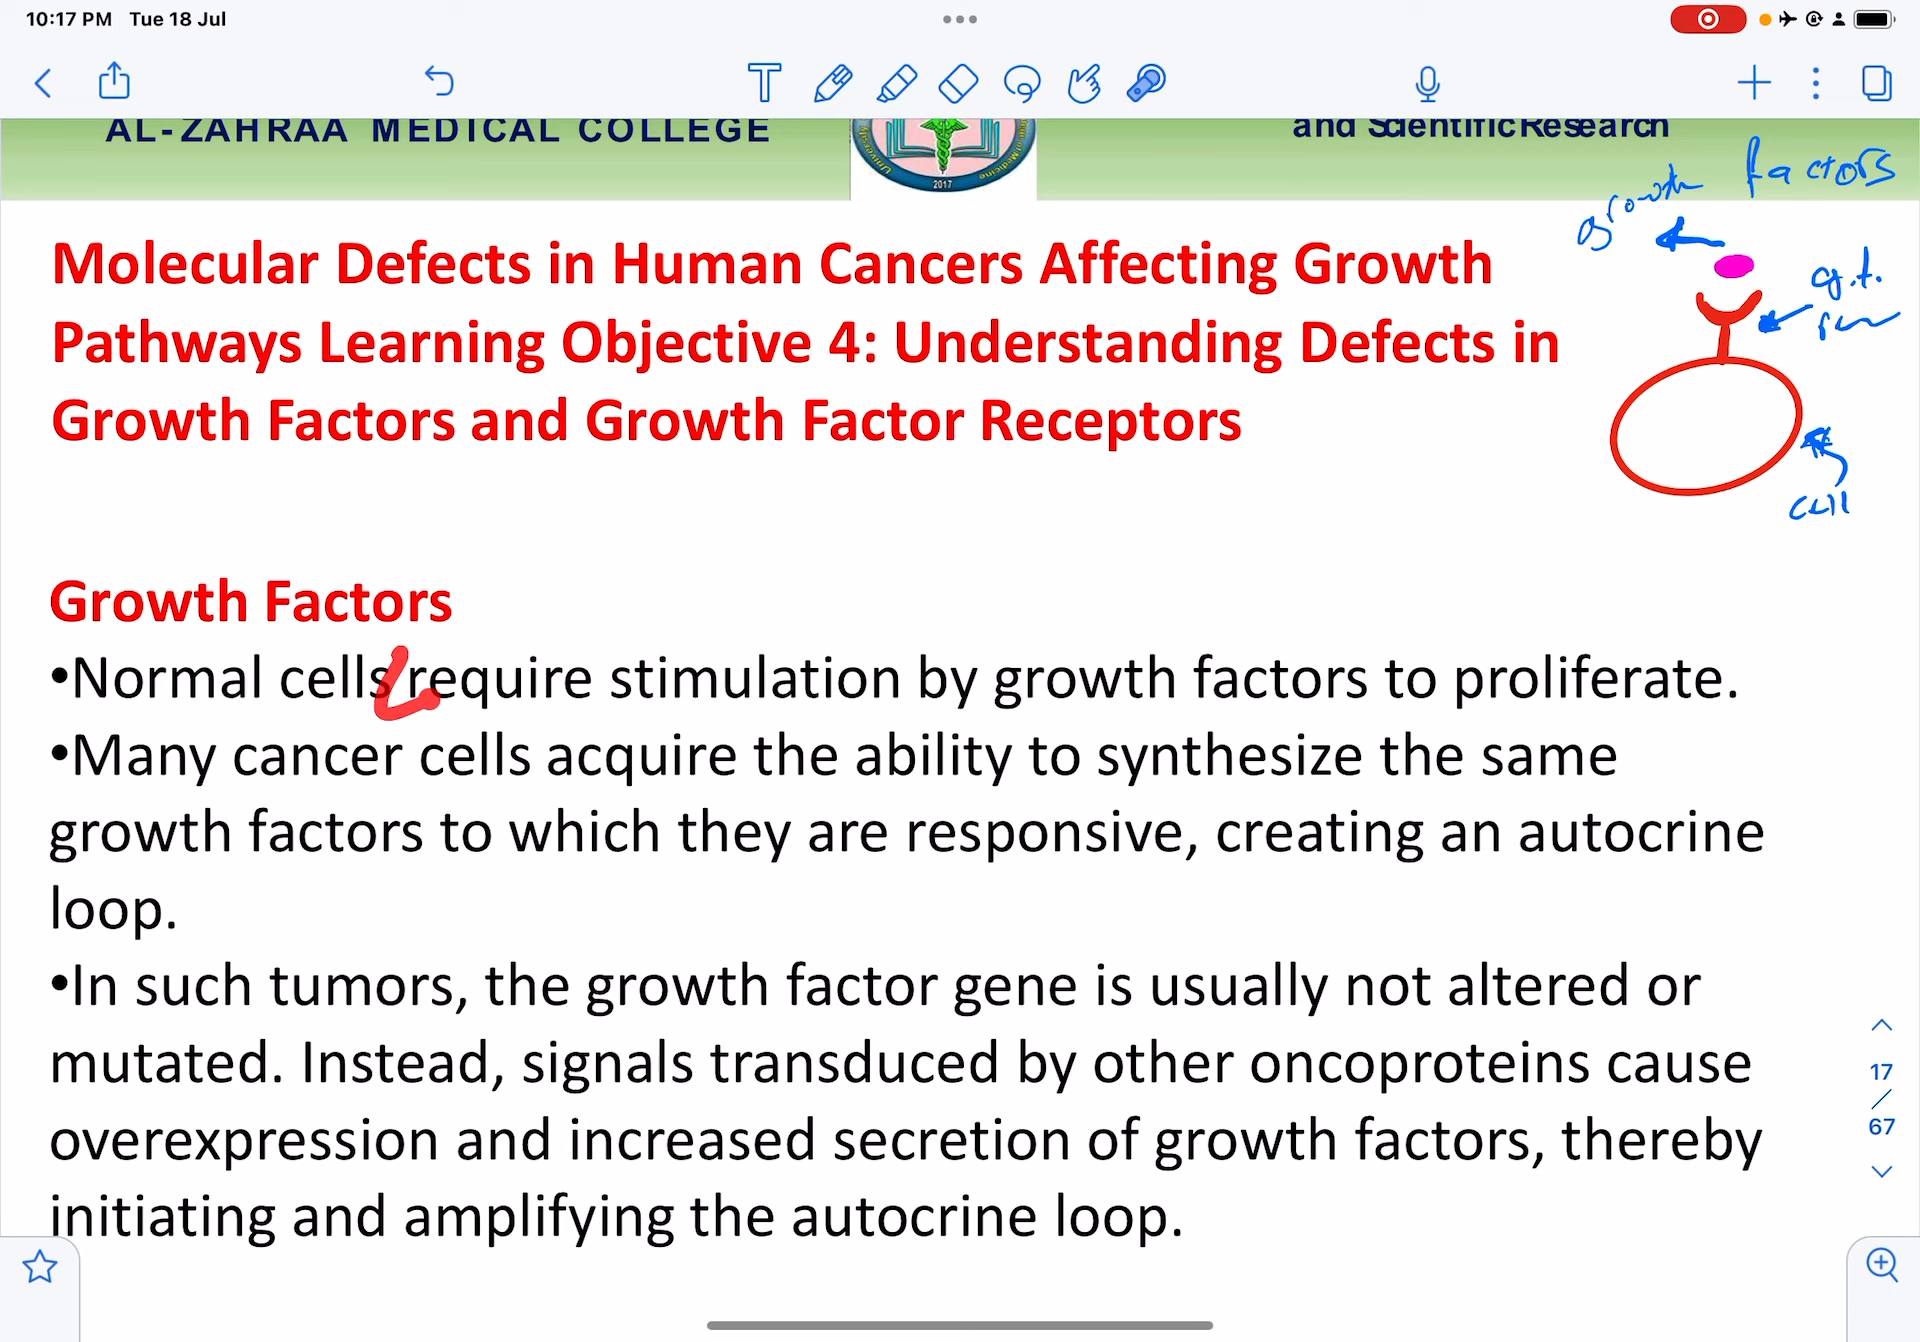 10:17 PM Tue 18 Jul
AL-ZAHRAA MEDICAL COLLEGE
and Scientific Research
2017
growth factors
g.f.
cell
Molecular Defects in Human Cancers Affecting Growth
Pathways Learning Objective 4: Understanding Defects in
Growth Factors and Growth Factor Receptors
Growth Factors
•Normal cells require stimulation by growth factors to proliferate.
•Many cancer cells acquire the ability to synthesize the same
growth factors to which they are responsive, creating an autocrine
loop.
•In such tumors, the growth factor gene is usually not altered or
mutated. Instead, signals transduced by other oncoproteins cause
overexpression and increased secretion of growth factors, thereby
initiating and amplifying the autocrine loop.
17
/
67